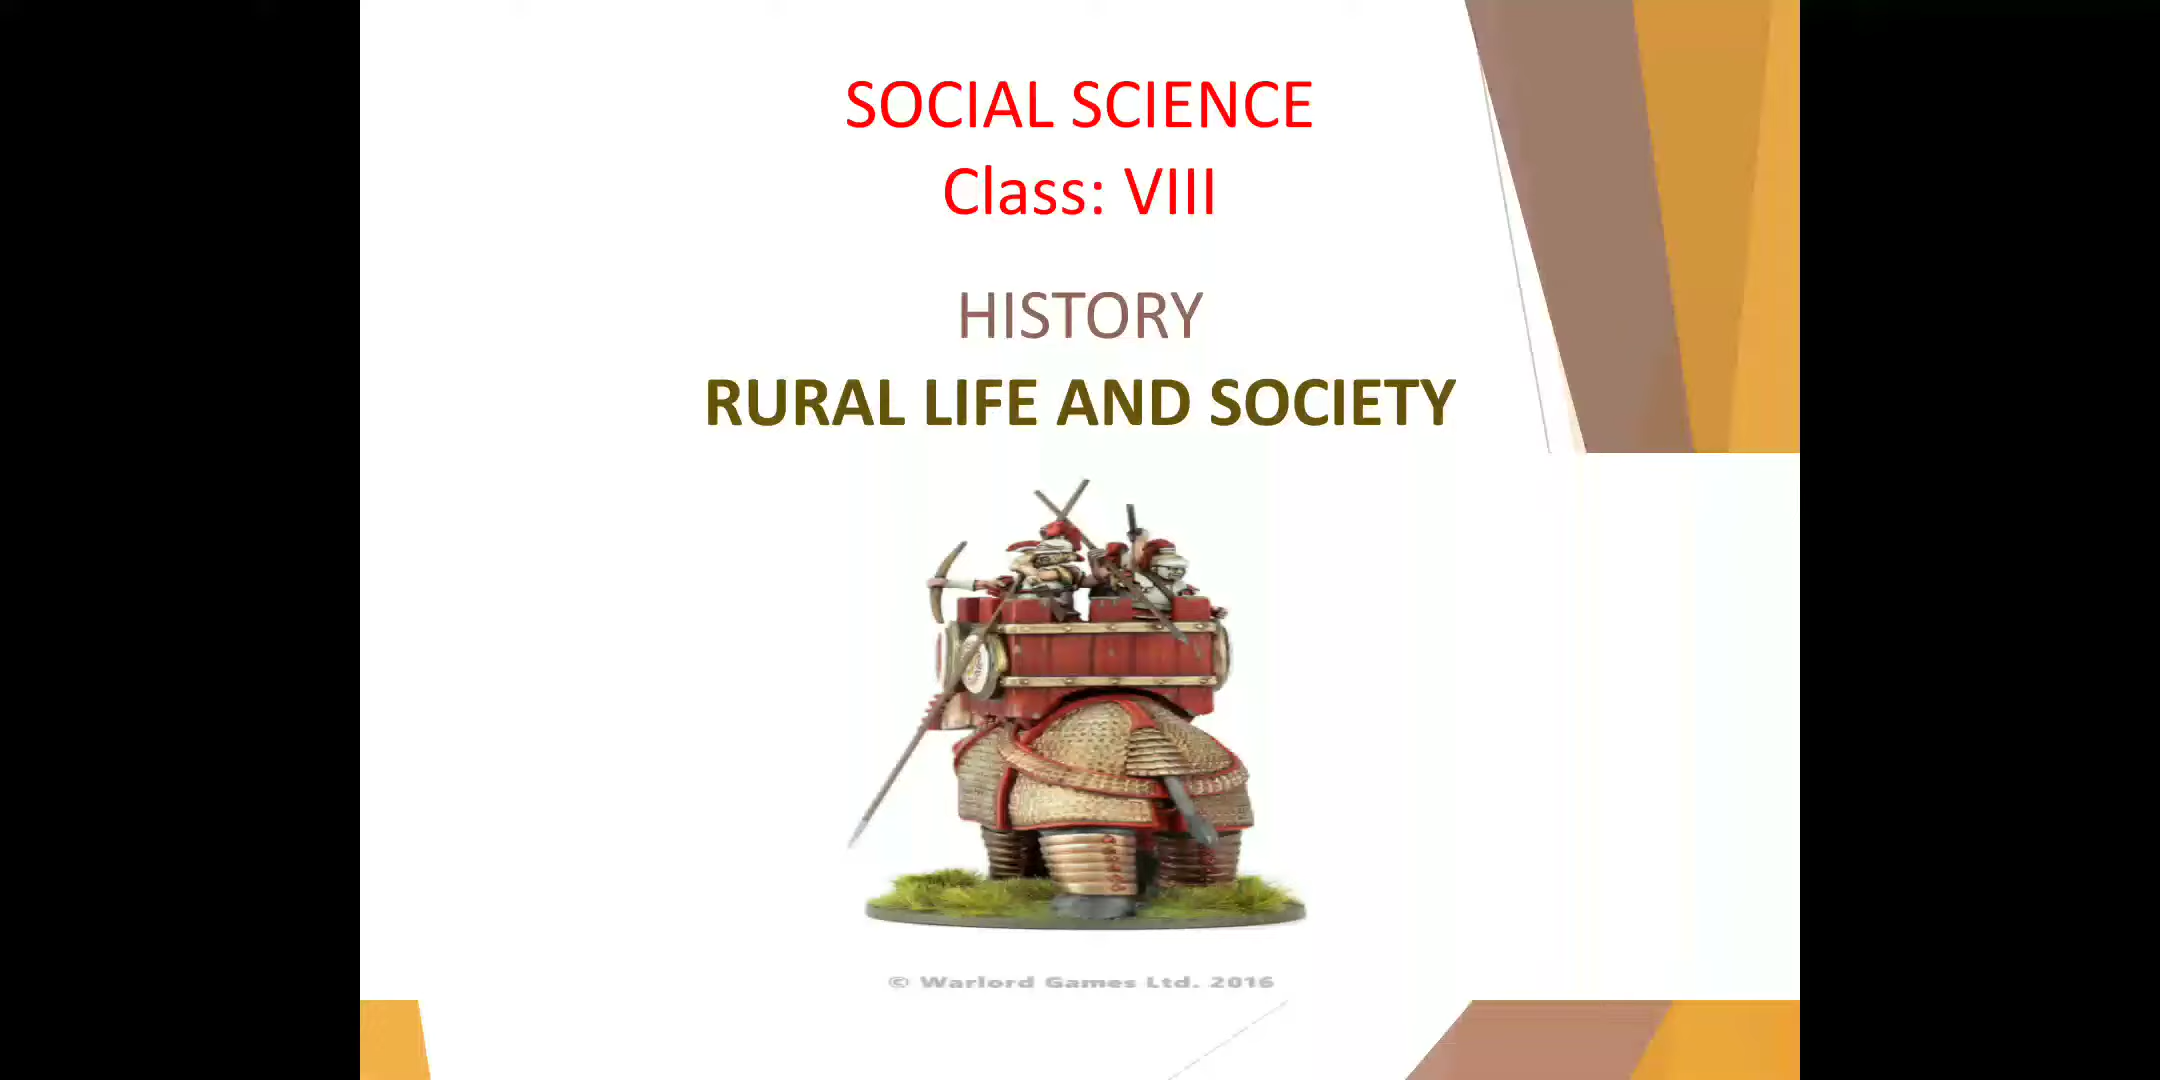 SOCIAL SCIENCE
Class: VIII
HISTORY
RURAL LIFE AND SOCIETY
© Warlord Games Ltd. 2016